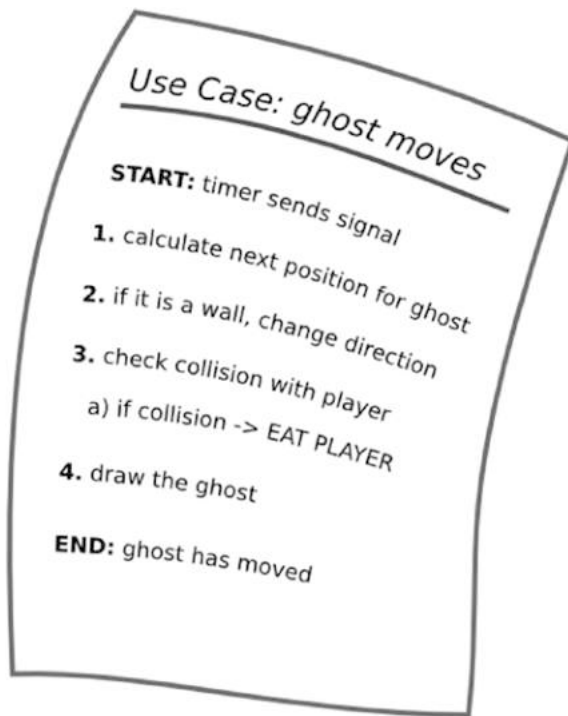 Use Case: ghost moves
START: timer sends signal
1. calculate next position for ghost
2. if it is a wall, change direction
3. check collision with player
a) if collision -> EAT PLAYER
4. draw the ghost
END: ghost has moved